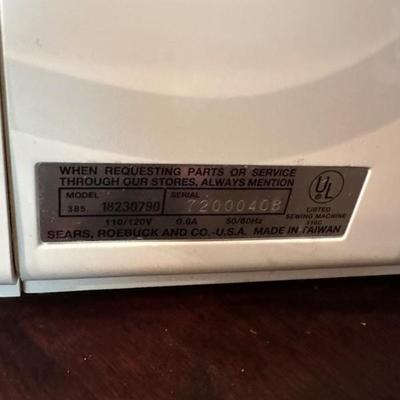 WHEN REQUESTING PARTS OR SERVICE
THROUGH OUR STORES, ALWAYS MENTION
MODEL SERIAL
385. 18230790 72000408
110/120V 0.6A 50/60Hz
SEARS, ROEBUCK AND CO.-U.S.A. MADE IN TAIWAN
UL
LISTED
SEWING MACHINE
116C